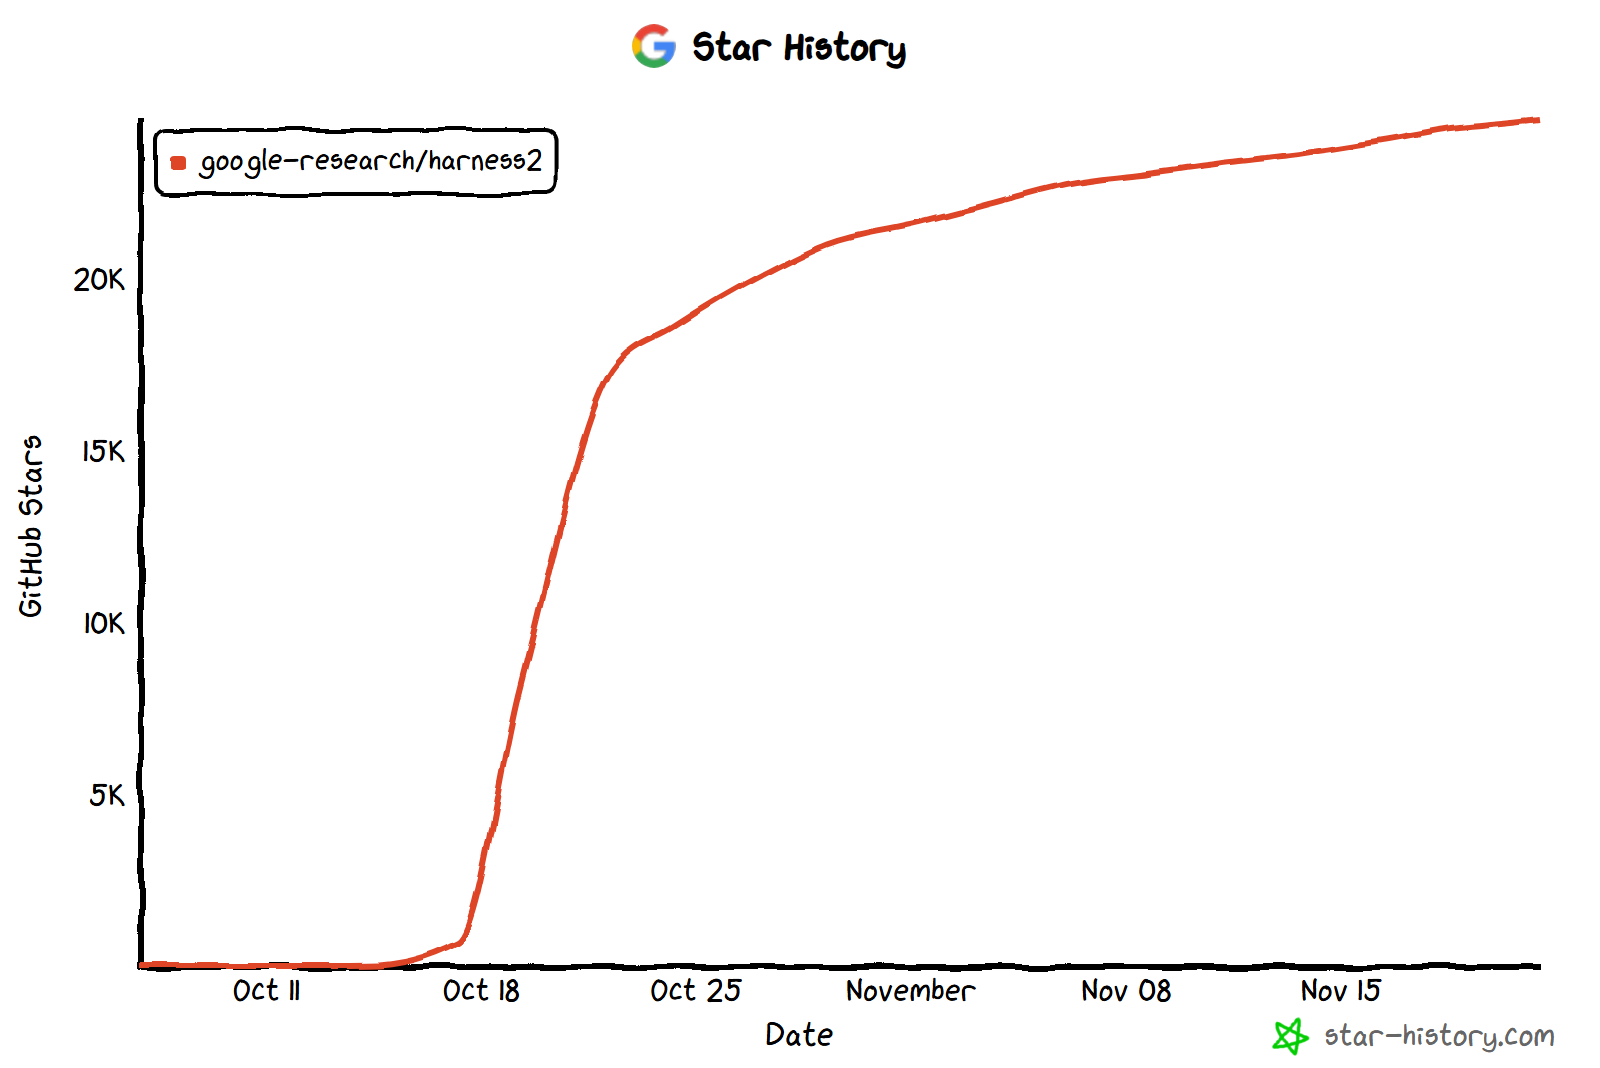 Star History
google-research/harness2
20K
15K
10K
5K
GitHub Stars
Oct 11
Oct 18
Oct 25
November
Nov 08
Nov 15
Date
star-history.com